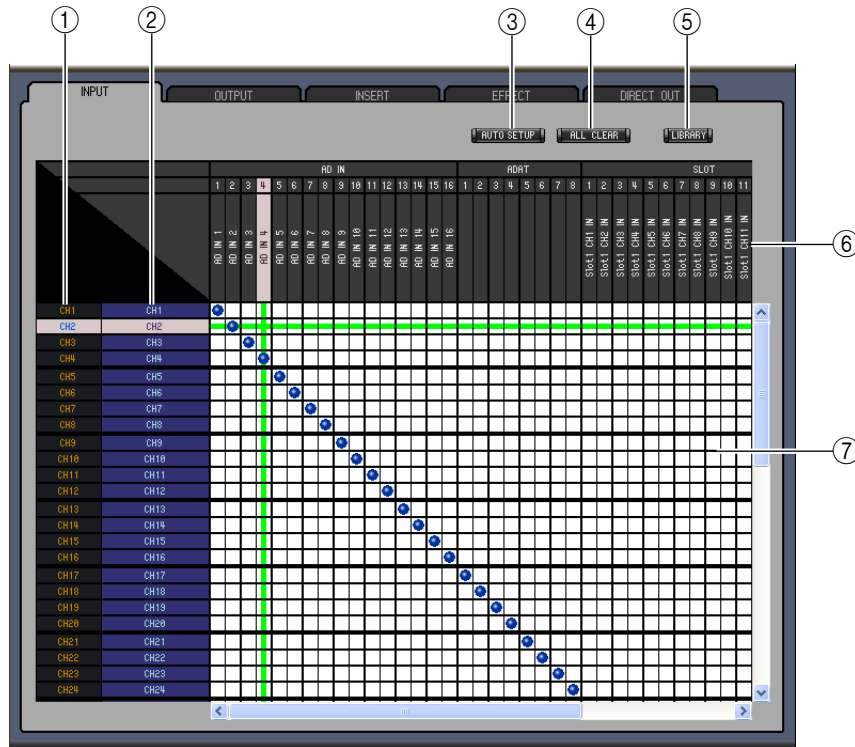 1 2 3 4 5
INPUT OUTPUT INSERT EFFECT DIRECT OUT
AUTO SETUP ALL CLEAR LIBRARY
AD IN ADAT SLOT
1 2 3 4 5 6 7 8 9 10 11 12 13 14 15 16 1 2 3 4 5 6 7 8 1 2 3 4 5 6 7 8 9 10 11
AD IN 1
AD IN 2
AD IN 3
AD IN 4
AD IN 5
AD IN 6
AD IN 7
AD IN 8
AD IN 9
AD IN 10
AD IN 11
AD IN 12
AD IN 13
AD IN 14
AD IN 15
AD IN 16
Slot1 CH1 IN
Slot1 CH2 IN
Slot1 CH3 IN
Slot1 CH4 IN
Slot1 CH5 IN
Slot1 CH6 IN
Slot1 CH7 IN
Slot1 CH8 IN
Slot1 CH9 IN
Slot1 CH10 IN
Slot1 CH11 IN
6
CH1 CH1
CH2 CH2
CH3 CH3
CH4 CH4
CH5 CH5
CH6 CH6
CH7 CH7
CH8 CH8
CH9 CH9
7
CH10 CH10
CH11 CH11
CH12 CH12
CH13 CH13
CH14 CH14
CH15 CH15
CH16 CH16
CH17 CH17
CH18 CH18
CH19 CH19
CH20 CH20
CH21 CH21
CH22 CH22
CH23 CH23
CH24 CH24